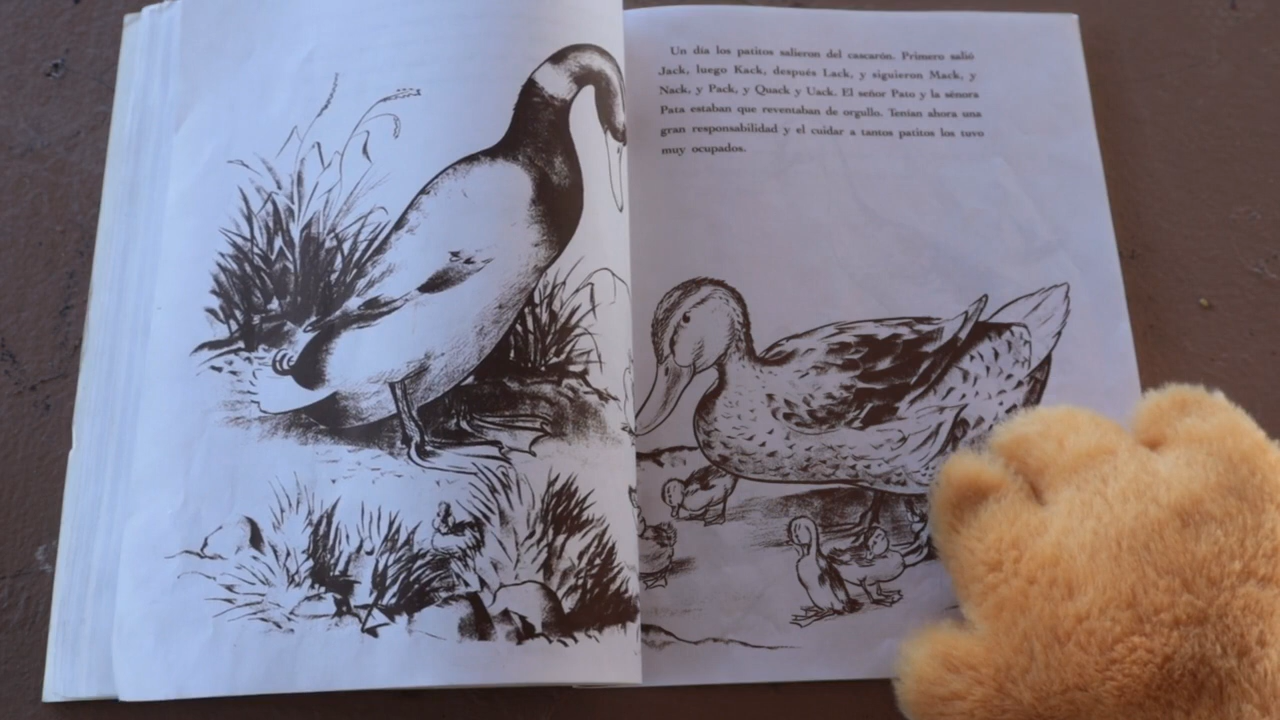 Un día los patitos salieron del cascarón. Primero salió
Jack, luego Kack, después Lack, y siguieron Mack, y
Nack, y Pack, y Quack y Uack. El señor Pato y la sénora
Pata estaban que reventaban de orgullo. Tenían ahora una
gran responsabilidad y el cuidar a tantos patitos los tuvo
muy ocupados.